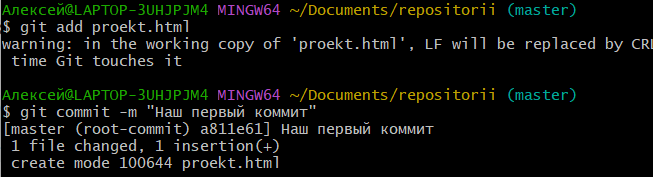 Алексей@LAPTOP-3UHJPJM4 MINGW64 ~/Documents/repositorii (master)
$ git add proekt.html
warning: in the working copy of 'proekt.html', LF will be replaced by CRL
time Git touches it
Алексей@LAPTOP-3UHJPJM4 MINGW64 ~/Documents/repositorii (master)
$ git commit -m "Наш первый коммит"
[master (root-commit) a811e61] Наш первый коммит
1 file changed, 1 insertion(+)
create mode 100644 proekt.html